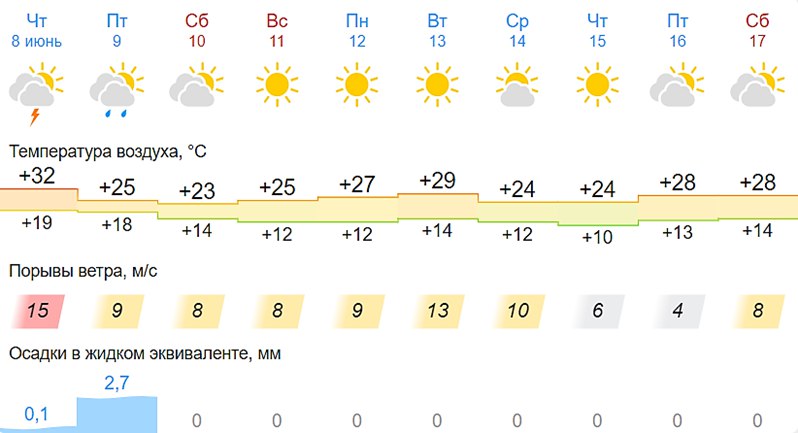 Чт Пт Сб Вс Пн Вт Ср Чт Пт Сб
8 июнь 9 10 11 12 13 14 15 16 17
Температура воздуха, °C
+32 +25 +23 +25 +27 +29 +24 +24 +28 +28
+19 +18 +14 +12 +12 +14 +12 +10 +13 +14
Порывы ветра, м/с
15 9 8 8 9 13 10 6 4 8
Осадки в жидком эквиваленте, мм
0,1 2,7 0 0 0 0 0 0 0 0